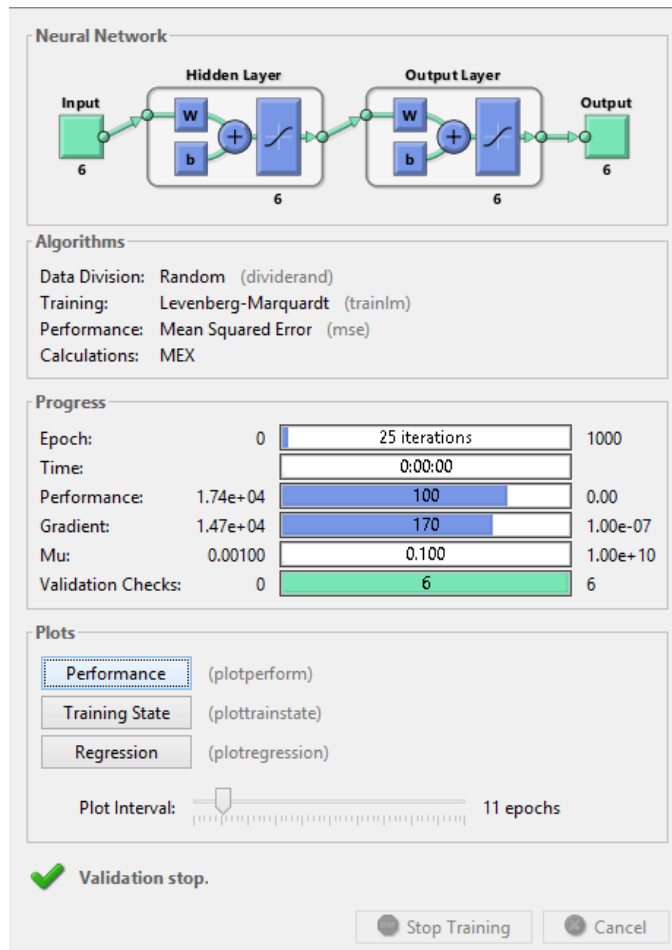 Neural Network
Hidden Layer Output Layer
Input Output
W W
+ +
b b
6 6
6 6
Algorithms
Data Division: Random (dividerand)
Training: Levenberg-Marquardt (trainlm)
Performance: Mean Squared Error (mse)
Calculations: MEX
Progress
Epoch: 0 25 iterations 1000
Time: 0:00:00
Performance: 1.74e+04 100 0.00
Gradient: 1.47e+04 170 1.00e-07
Mu: 0.00100 0.100 1.00e+10
Validation Checks: 0 6 6
Plots
Performance (plotperform)
Training State (plottrainstate)
Regression (plotregression)
Plot Interval: 11 epochs
Validation stop.
Stop Training Cancel